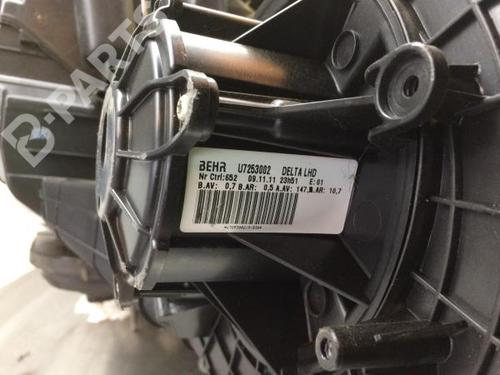 B-PARTS
BEHR U7253002 DELTA LHD
Nr Ctrl:652 09.11.11 23h51 E:01
B.AV: 0,7 B.AR: 0,5 A.AV: 147, AR: 10,7